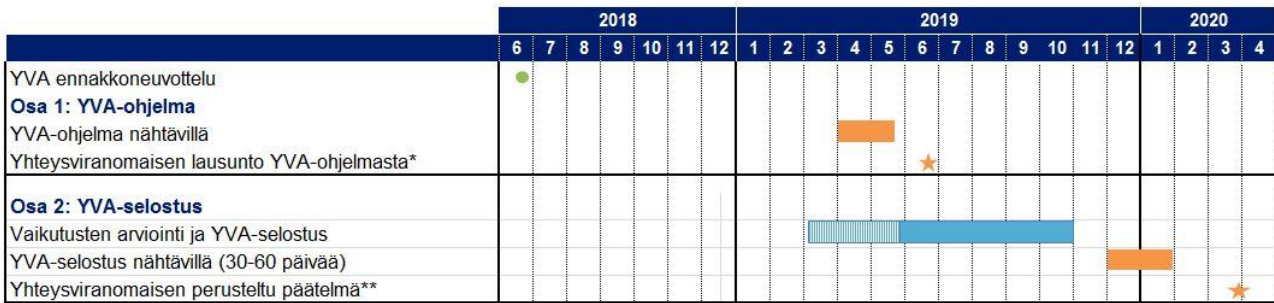 2018 2019 2020
6 7 8 9 10 11 12 1 2 3 4 5 6 7 8 9 10 11 12 1 2 3 4
YVA ennakkoneuvottelu
Osa 1: YVA-ohjelma
YVA-ohjelma nähtävillä
Yhteysviranomaisen lausunto YVA-ohjelmasta*
Osa 2: YVA-selostus
Vaikutusten arviointi ja YVA-selostus
YVA-selostus nähtävillä (30-60 päivää)
Yhteysviranomaisen perusteltu päätelmä**